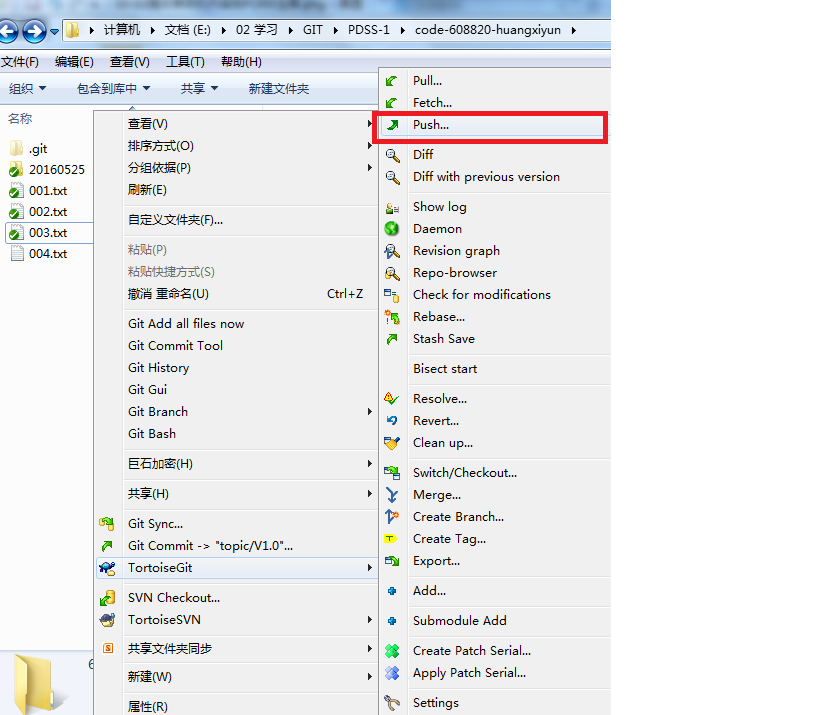 计算机 文档 (E:) 02 学习 GIT PDSS-1 code-608820-huangxiyun
文件(F) 编辑(E) 查看(V) 工具(T) 帮助(H)
组织 包含到库中 共享 新建文件夹
名称
.git
20160525
001.txt
002.txt
003.txt
004.txt
6
查看(V)
排序方式(O)
分组依据(P)
刷新(E)
自定义文件夹(F)...
粘贴(P)
粘贴快捷方式(S)
撤消 重命名(U) Ctrl+Z
Git Add all files now
Git Commit Tool
Git History
Git Gui
Git Branch
Git Bash
巨石加密(H)
共享(H)
Git Sync...
Git Commit -> "topic/V1.0"...
TortoiseGit
SVN Checkout...
TortoiseSVN
共享文件夹同步
新建(W)
属性(R)
Pull...
Fetch...
Push...
Diff
Diff with previous version
Show log
Daemon
Revision graph
Repo-browser
Check for modifications
Rebase...
Stash Save
Bisect start
Resolve...
Revert...
Clean up...
Switch/Checkout...
Merge...
Create Branch...
Create Tag...
Export...
Add...
Submodule Add
Create Patch Serial...
Apply Patch Serial...
Settings